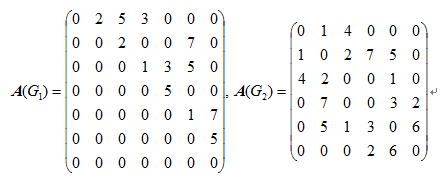 A(G₁) =
0 2 5 3 0 0 0
0 0 2 0 0 7 0
0 0 0 1 3 5 0
0 0 0 0 5 0 0
0 0 0 0 0 1 7
0 0 0 0 0 0 5
0 0 0 0 0 0 0
, A(G₂) =
0 1 4 0 0 0
1 0 2 7 5 0
4 2 0 0 1 0
0 7 0 0 3 2
0 5 1 3 0 6
0 0 0 2 6 0